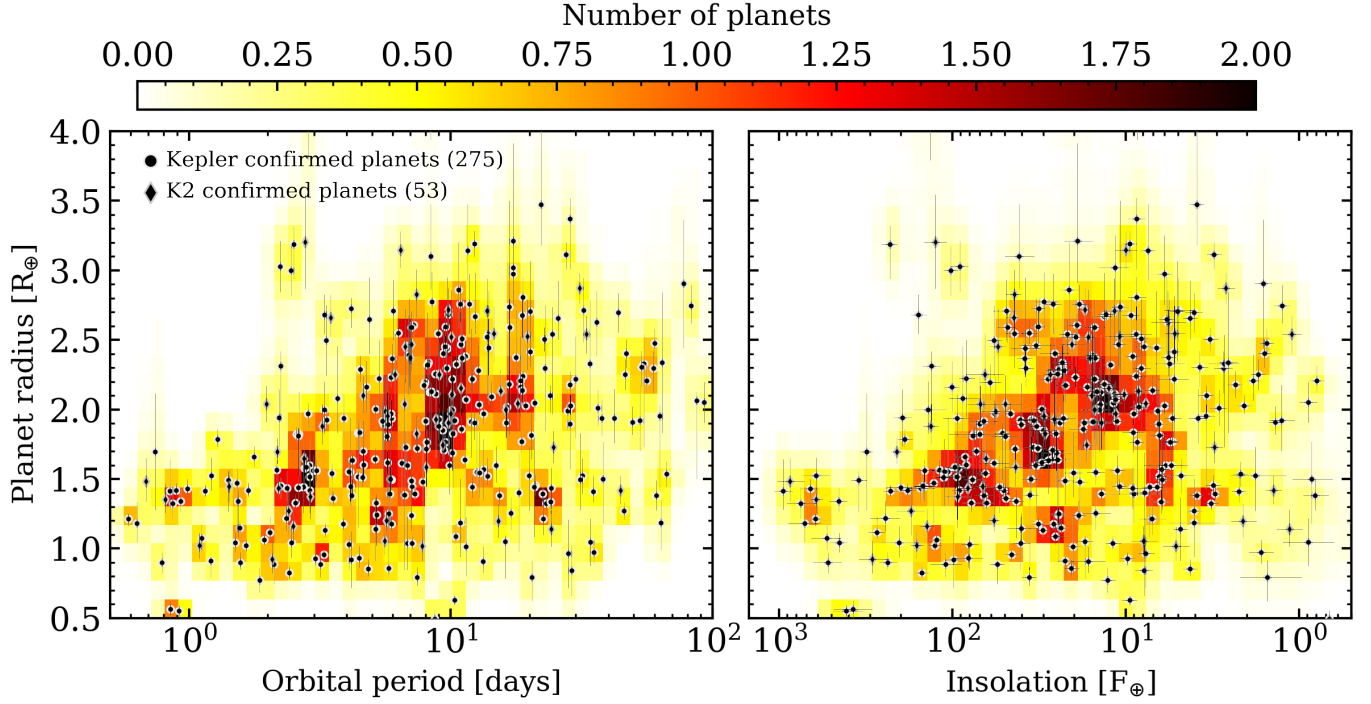 Number of planets
0.00 0.25 0.50 0.75 1.00 1.25 1.50 1.75 2.00
Kepler confirmed planets (275)
K2 confirmed planets (53)
Planet radius [R⊕]
4.0
3.5
3.0
2.5
2.0
1.5
1.0
0.5
10⁰ 10¹ 10² 10³ 10² 10¹ 10⁰
Orbital period [days] Insolation [F⊕]